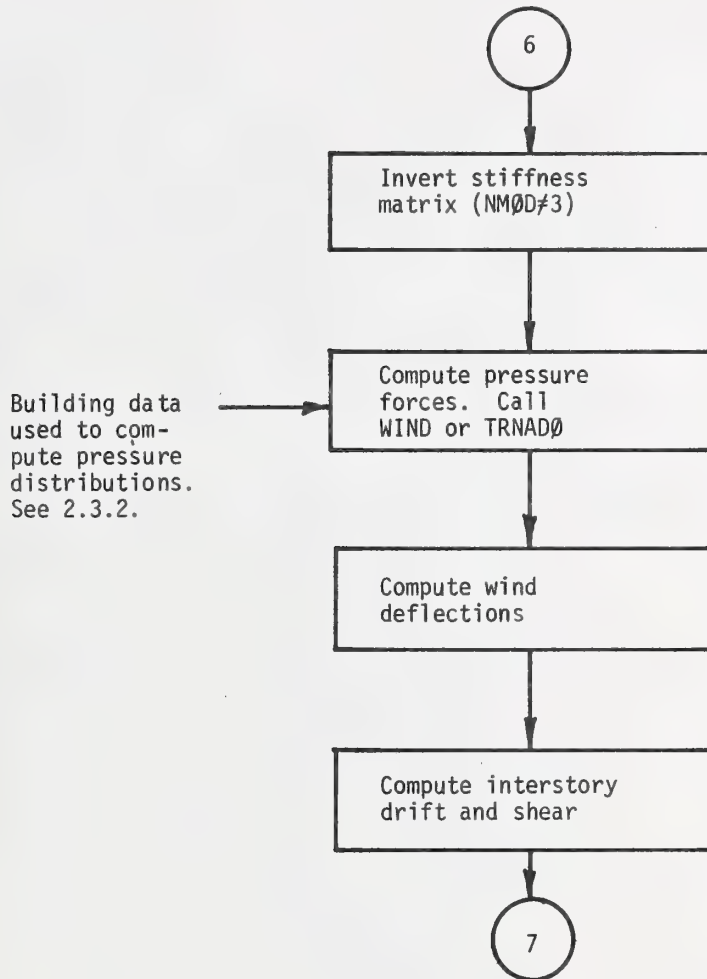 6
Invert stiffness
matrix (NMØD≠3)
Compute pressure
forces. Call
WIND or TRNADØ
Building data
used to com-
pute pressure
distributions.
See 2.3.2.
Compute wind
deflections
Compute interstory
drift and shear
7